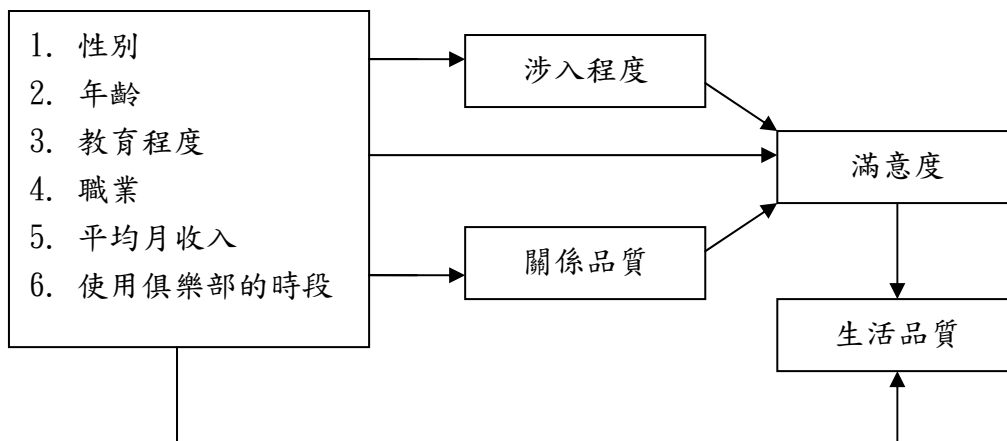 1. 性別
2. 年齡
3. 教育程度
4. 職業
5. 平均月收入
6. 使用俱樂部的時段
涉入程度
滿意度
關係品質
生活品質